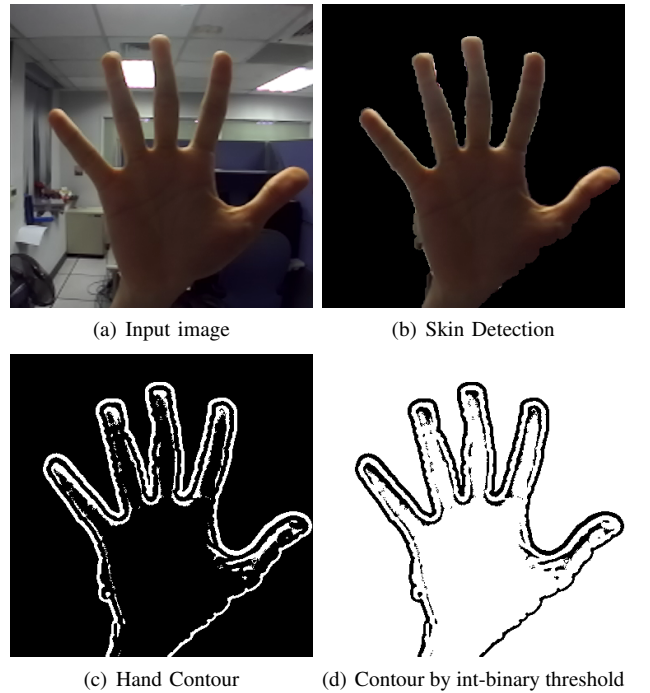 (a) Input image
(b) Skin Detection
(c) Hand Contour
(d) Contour by int-binary threshold